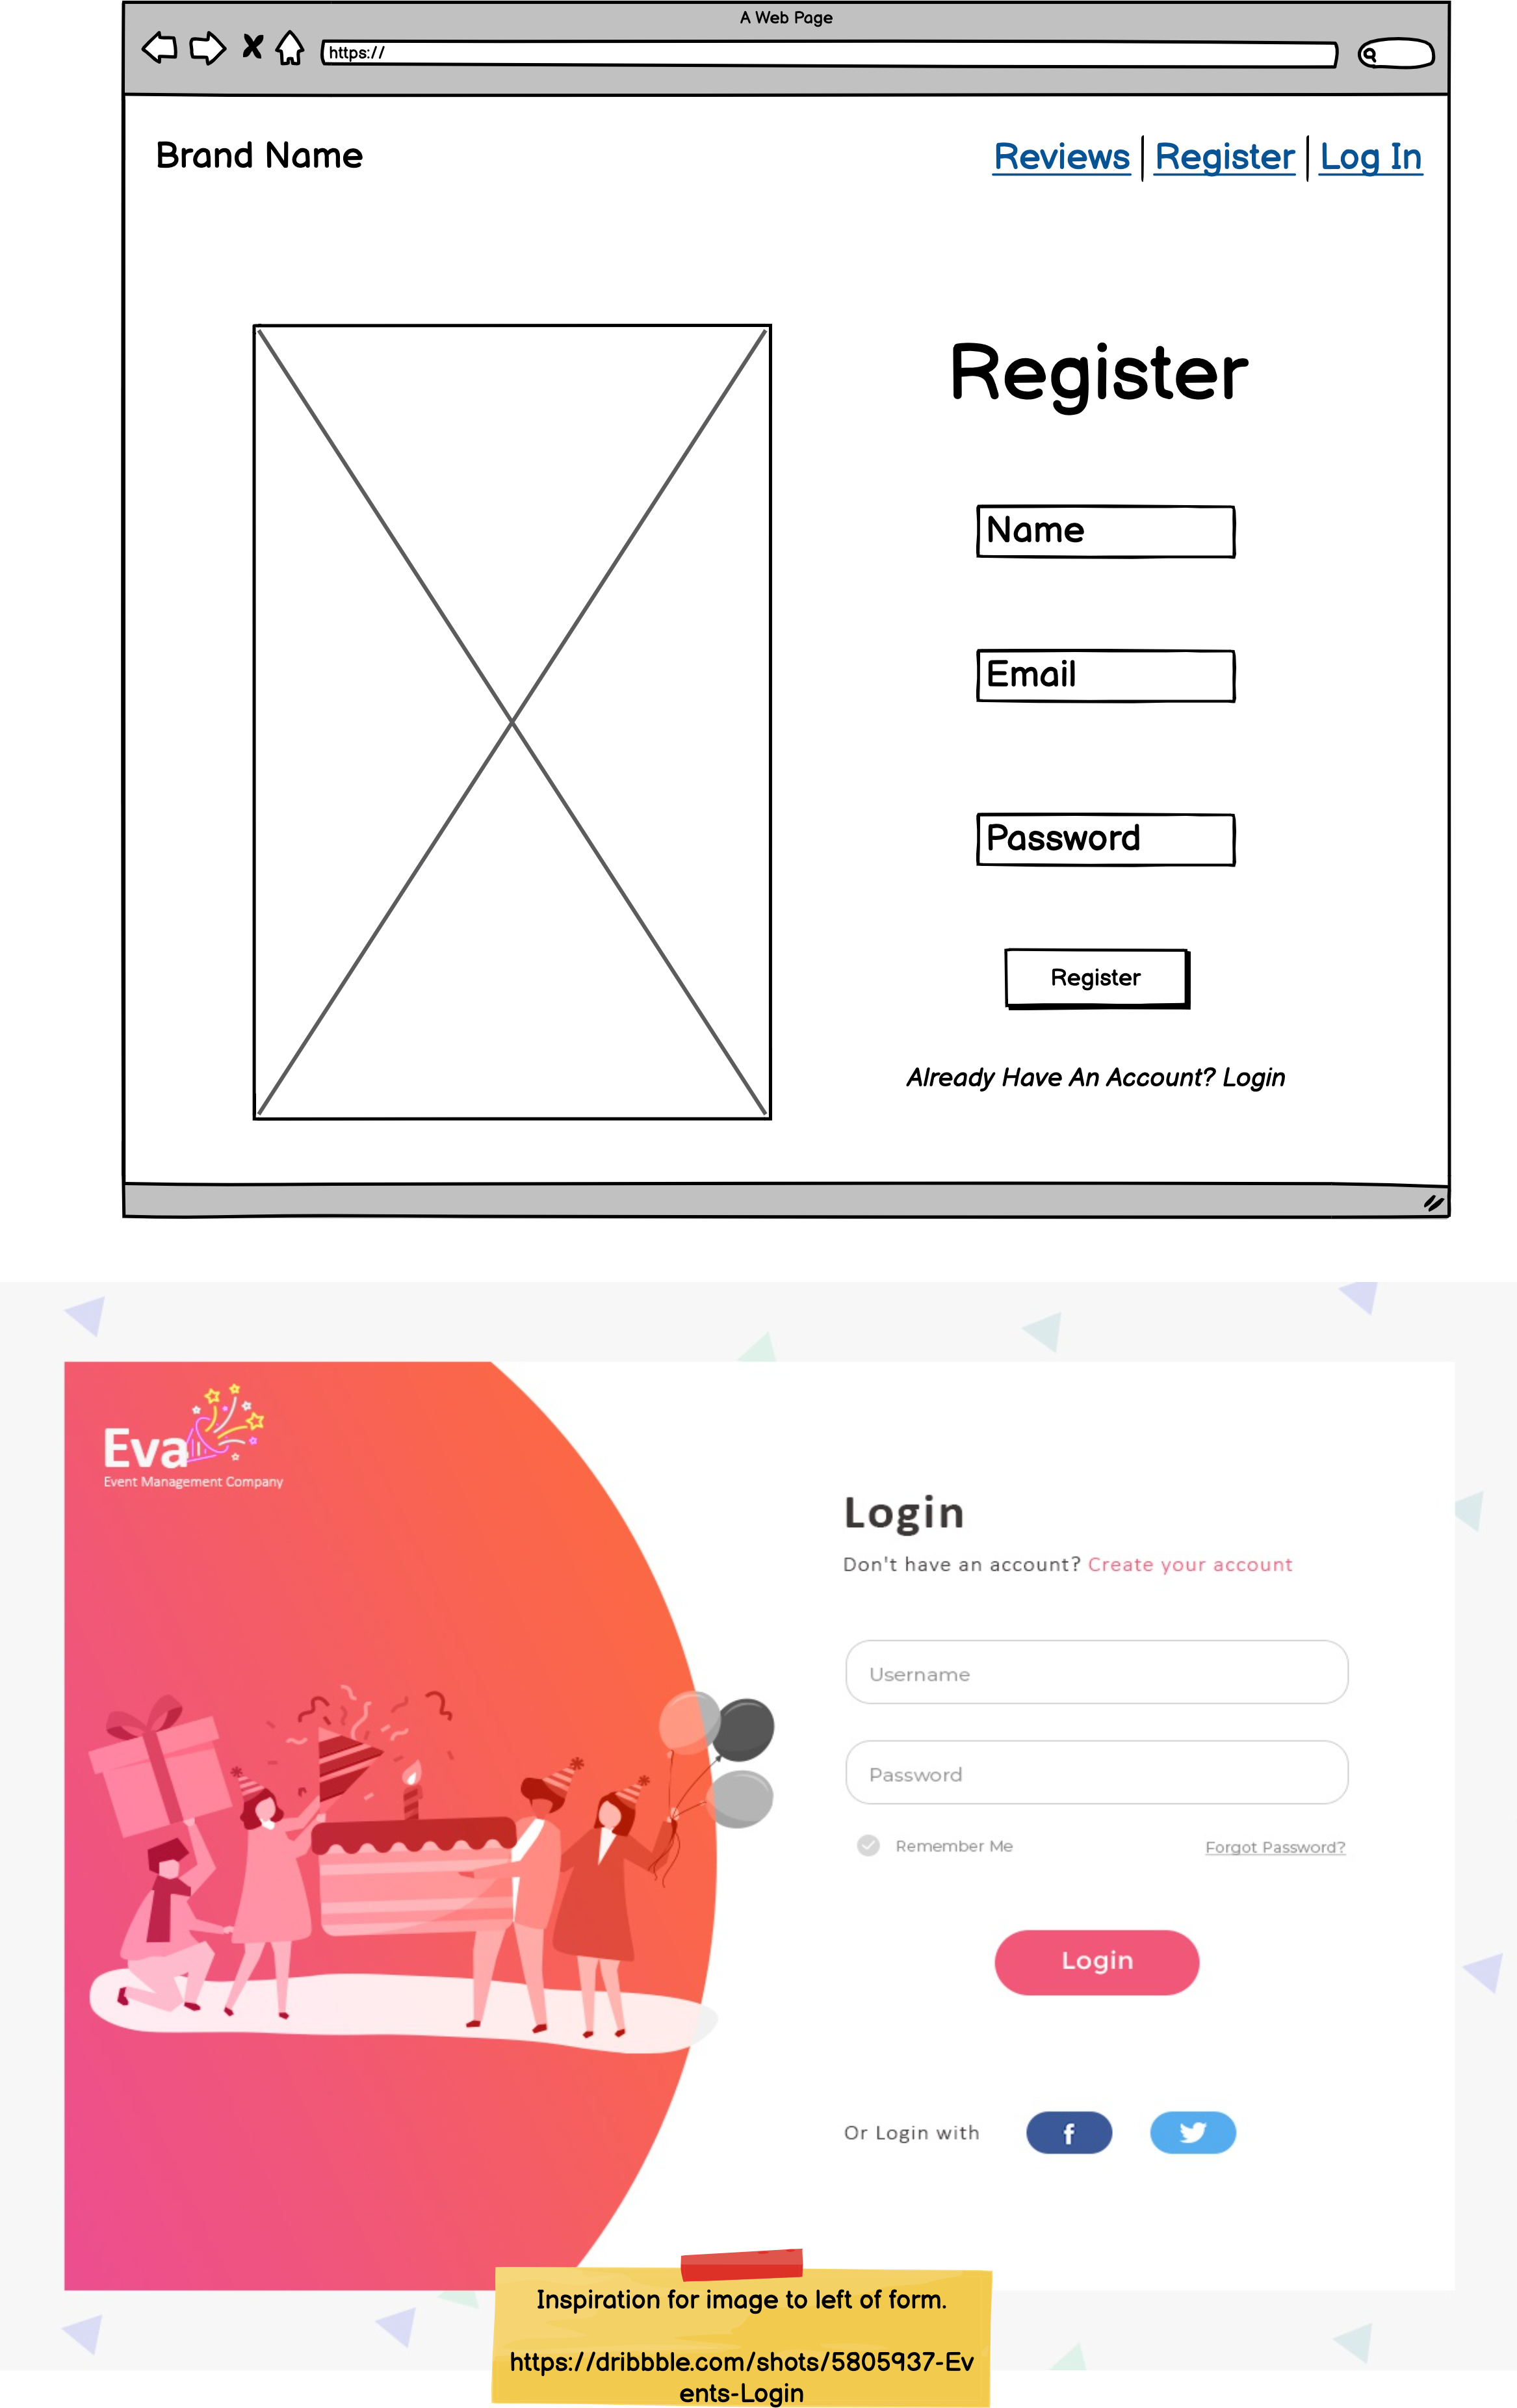 A Web Page
https://
Brand Name
Reviews Register Log In
Register
Name
Email
Password
Register
Already Have An Account? Login
Eva
Event Management Company
Login
Don't have an account? Create your account
Username
Password
Remember Me Forgot Password?
Login
Or Login with f
Inspiration for image to left of form.
https://dribbble.com/shots/5805937-Ev
ents-Login